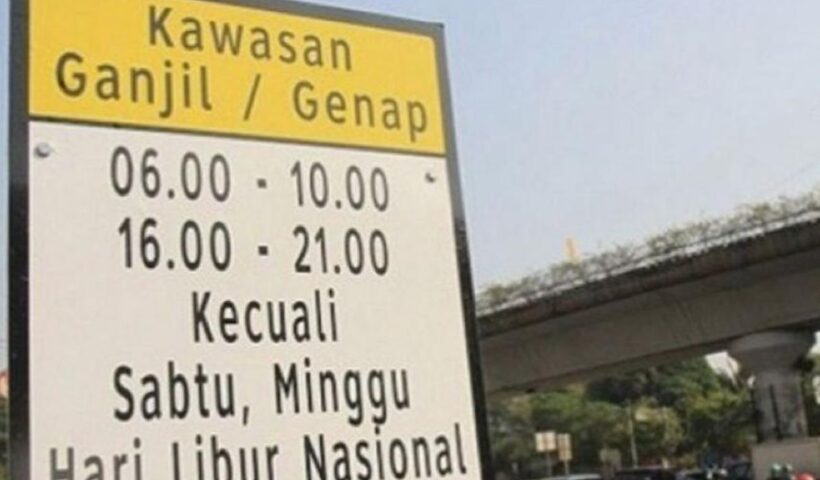 Kawasan
Ganjil / Genap
06.00 - 10.00
16.00 - 21.00
Kecuali
Sabtu, Minggu
Hari Libur Nasional